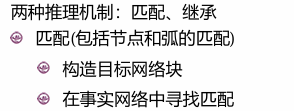 两种推理机制：匹配、继承
匹配(包括节点和弧的匹配)
构造目标网络块
在事实网络中寻找匹配